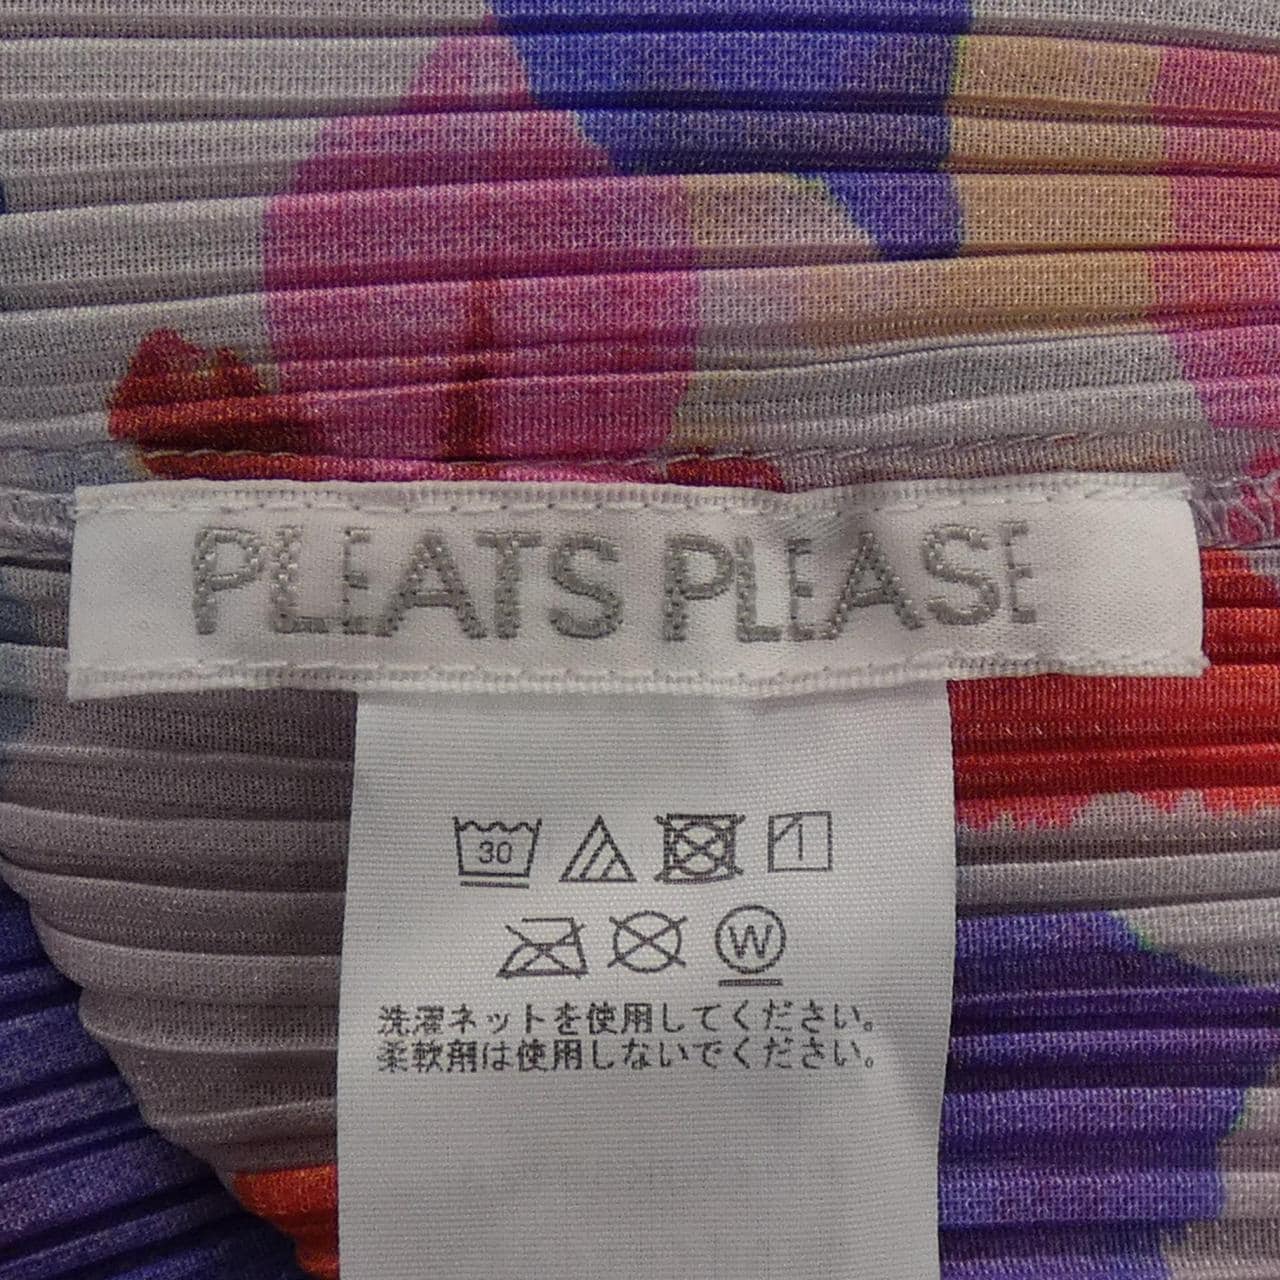 PLEATS PLEASE
30
W
洗濯ネットを使用してください。
柔軟剤は使用しないでください。